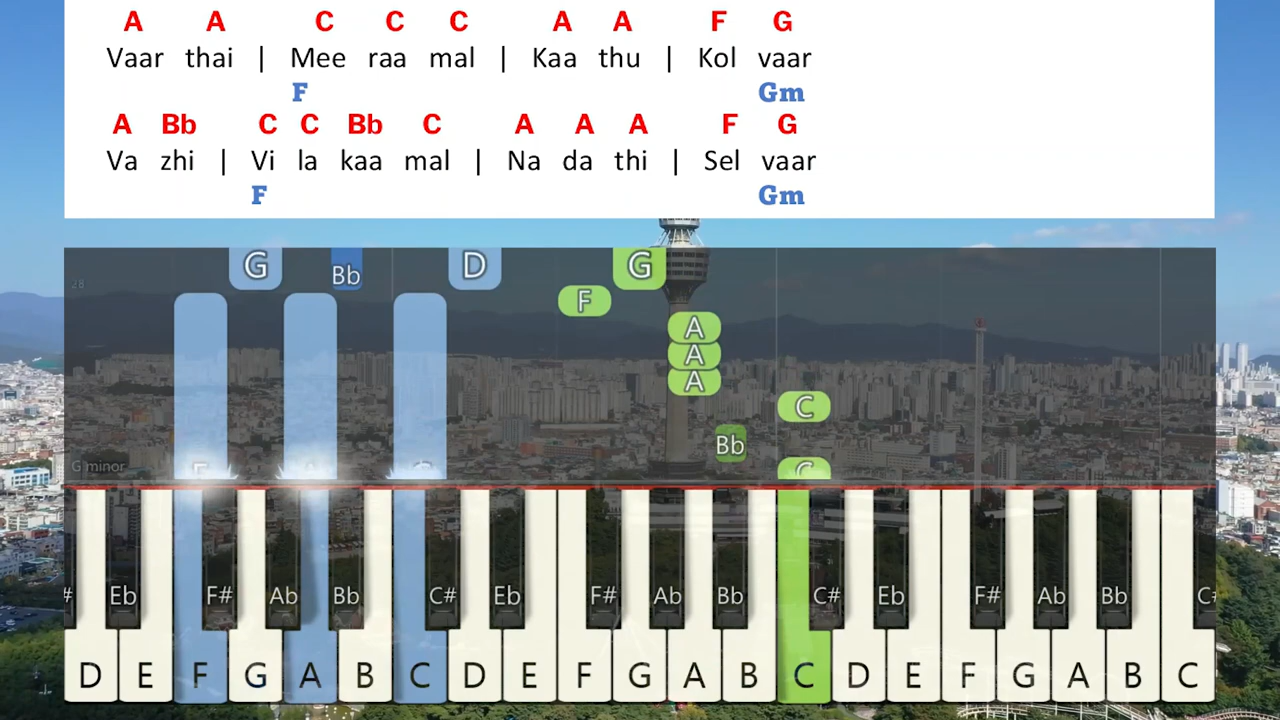 A A C C C A A F G
Vaar thai | Mee raa mal | Kaa thu | Kol vaar
F Gm
A Bb C C Bb C A A A F G
Va zhi | Vi la kaa mal | Na da thi | Sel vaar
F Gm
28
G Bb D G
F
A
A
A
C
Bb
G minor
F A C C
Eb F# Ab Bb C# Eb F# Ab Bb C# Eb F# Ab Bb C#
D E F G A B C D E F G A B C D E F G A B C